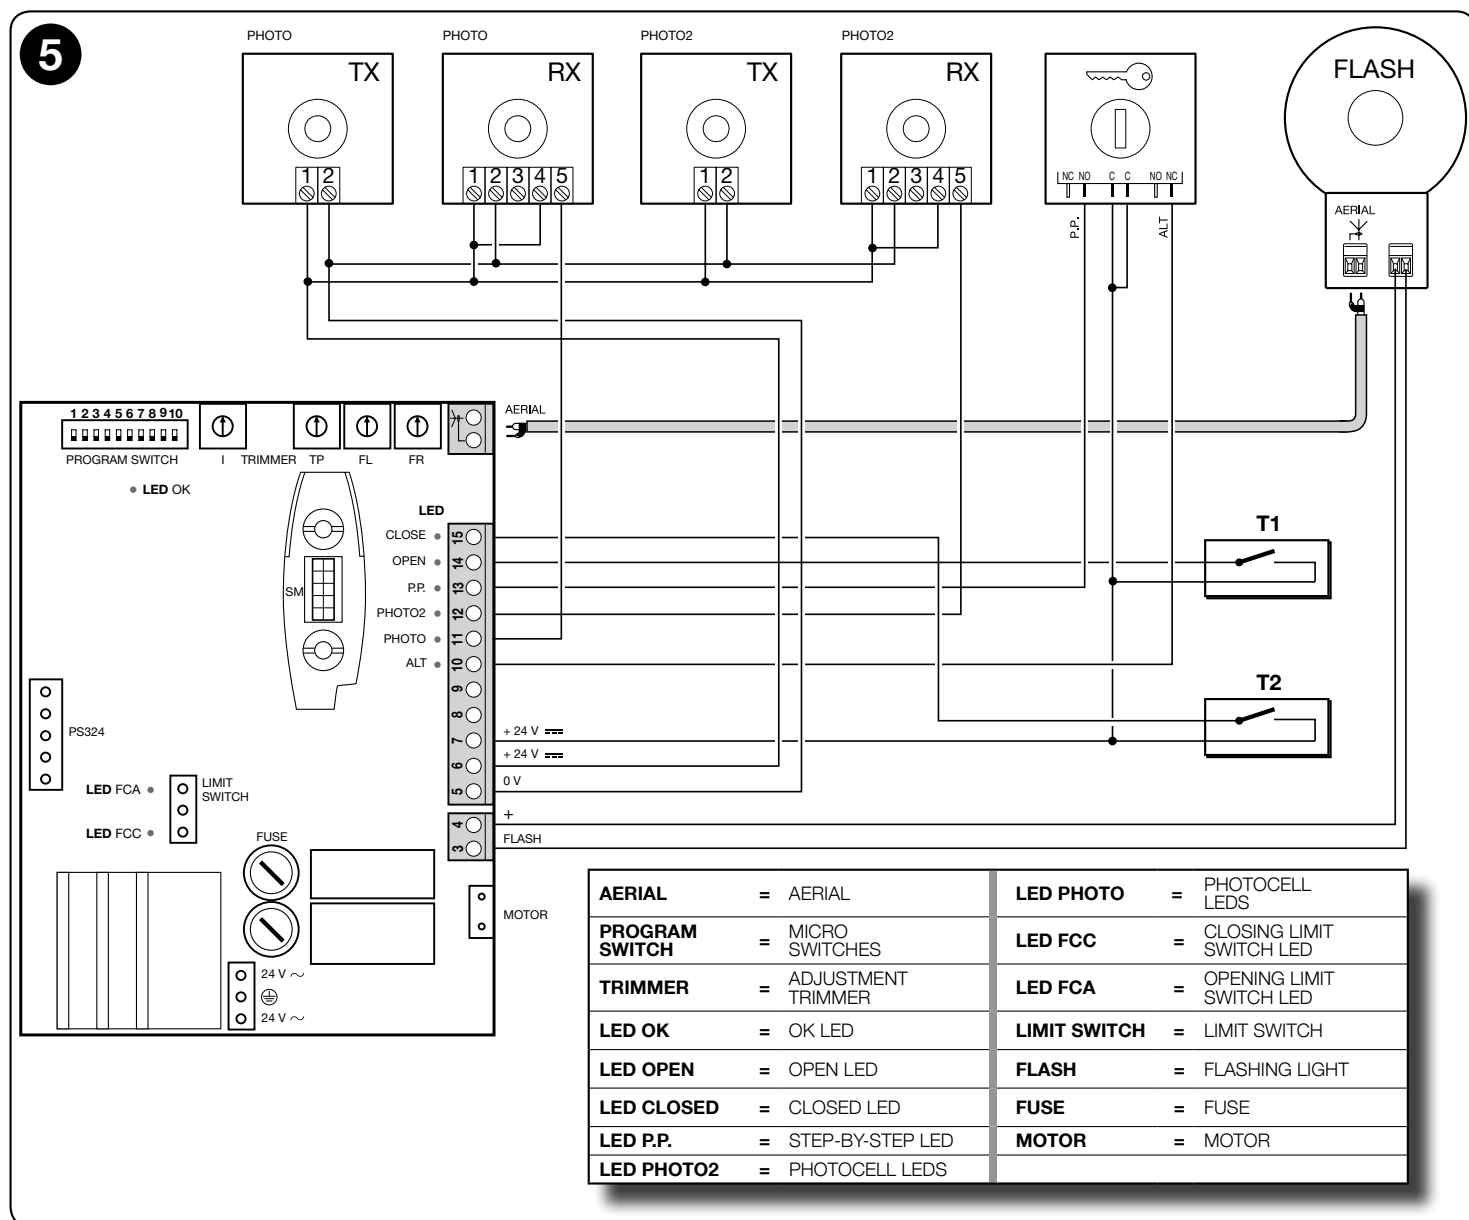 5
PHOTO
PHOTO
PHOTO2
PHOTO2
TX
RX
TX
RX
FLASH
1 2
1 2 3 4 5
1 2
1 2 3 4 5
NC NO C C NO NC
P.P.
ALT
AERIAL
1 2 3 4 5 6 7 8 9 10
AERIAL
PROGRAM SWITCH
I TRIMMER TP FL FR
LED OK
LED
CLOSE 15
OPEN 14
P.P. 13
PHOTO2 12
PHOTO 11
ALT 10
9
8
7 + 24 V
6 + 24 V
5 0 V
4 +
3 FLASH
SM
T1
T2
PS324
LED FCA
LIMIT
SWITCH
LED FCC
FUSE
MOTOR
24 V ~
24 V ~
AERIAL = AERIAL
LED PHOTO = PHOTOCELL
LEDS
PROGRAM
SWITCH = MICRO
SWITCHES
LED FCC = CLOSING LIMIT
SWITCH LED
TRIMMER = ADJUSTMENT
TRIMMER
LED FCA = OPENING LIMIT
SWITCH LED
LED OK = OK LED
LIMIT SWITCH = LIMIT SWITCH
LED OPEN = OPEN LED
FLASH = FLASHING LIGHT
LED CLOSED = CLOSED LED
FUSE = FUSE
LED P.P. = STEP-BY-STEP LED
MOTOR = MOTOR
LED PHOTO2 = PHOTOCELL LEDS